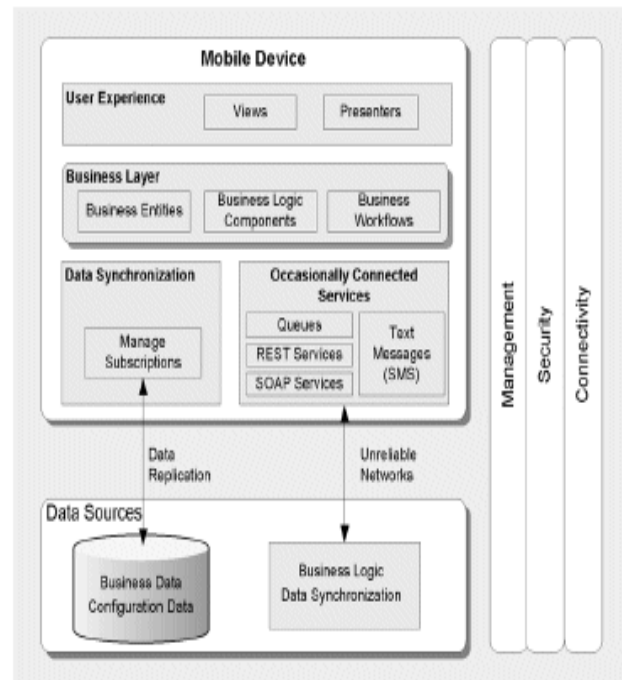 Mobile Device
User Experience
Views
Presenters
Business Layer
Business Entities
Business Logic
Components
Business
Workflows
Data Synchronization
Manage
Subscriptions
Occasionally Connected
Services
Queues
REST Services
SOAP Services
Text
Messages
(SMS)
Data
Replication
Unreliable
Networks
Data Sources
Business Data
Configuration Data
Business Logic
Data Synchronization
Management
Security
Connectivity